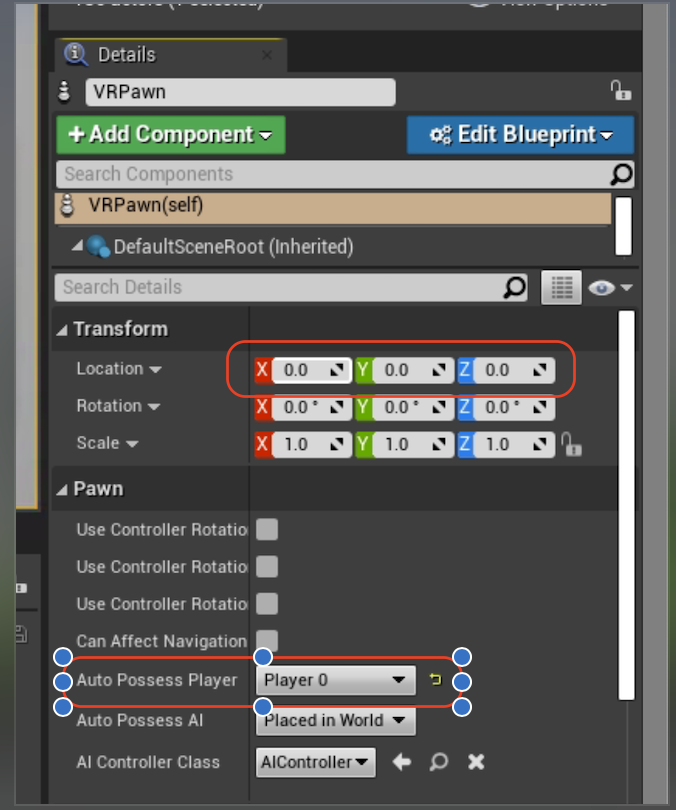 View Options
Details
VRPawn
+Add Component
Edit Blueprint
Search Components
VRPawn(self)
DefaultSceneRoot (Inherited)
Search Details
Transform
Location X 0.0 Y 0.0 Z 0.0
Rotation X 0.0° Y 0.0° Z 0.0°
Scale X 1.0 Y 1.0 Z 1.0
Pawn
Use Controller Rotatio
Use Controller Rotatio
Use Controller Rotatio
Can Affect Navigation
Auto Possess Player Player 0
Auto Possess AI Placed in World
AI Controller Class AIController